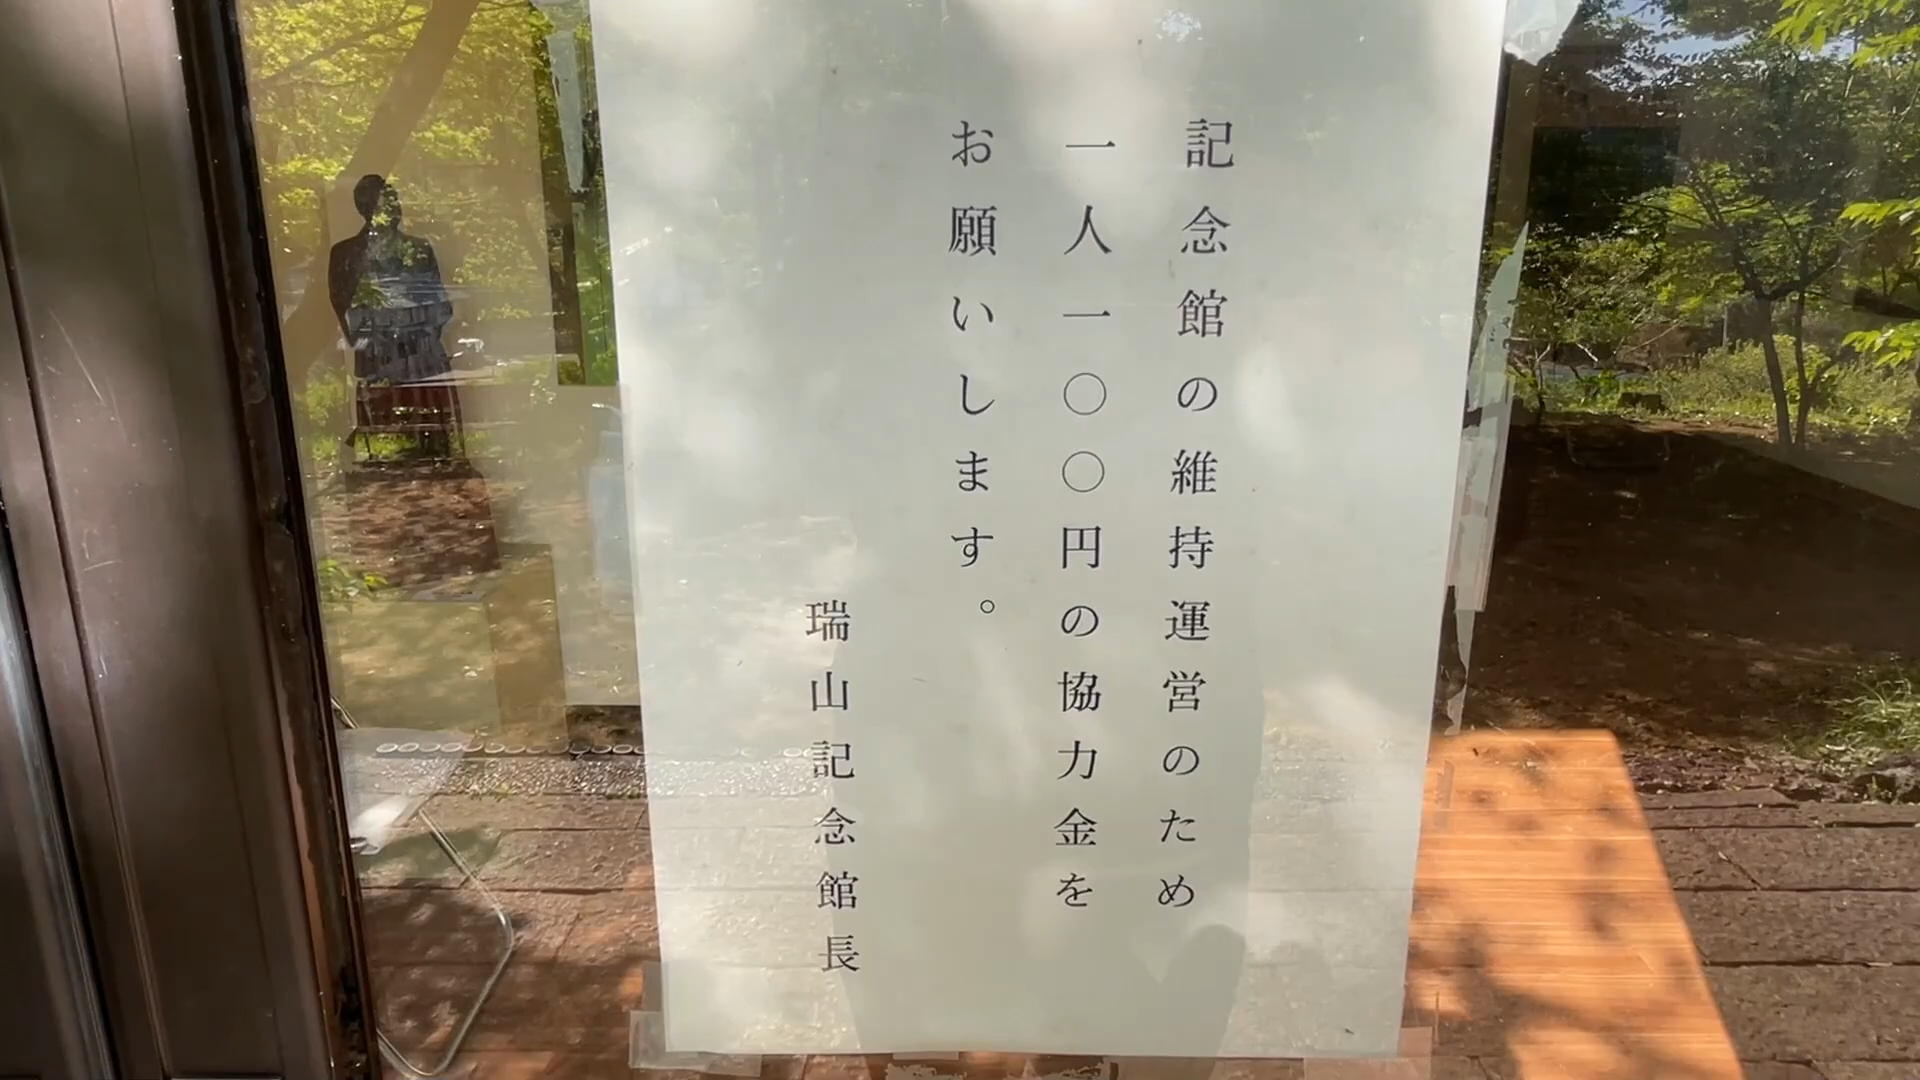 記念館の維持運営のため
一人一〇〇円の協力金を
お願いします。
瑞山記念館長